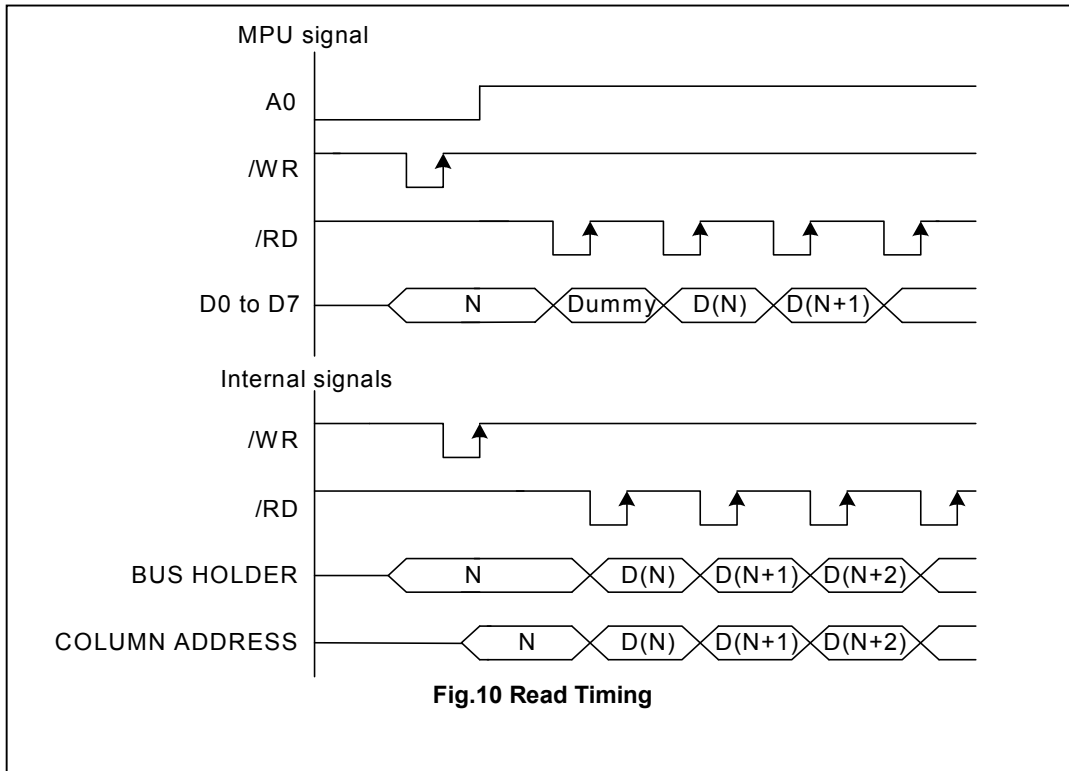 MPU signal
A0
/WR
/RD
D0 to D7 N Dummy D(N) D(N+1)
Internal signals
/WR
/RD
BUS HOLDER N D(N) D(N+1) D(N+2)
COLUMN ADDRESS N D(N) D(N+1) D(N+2)
Fig.10 Read Timing